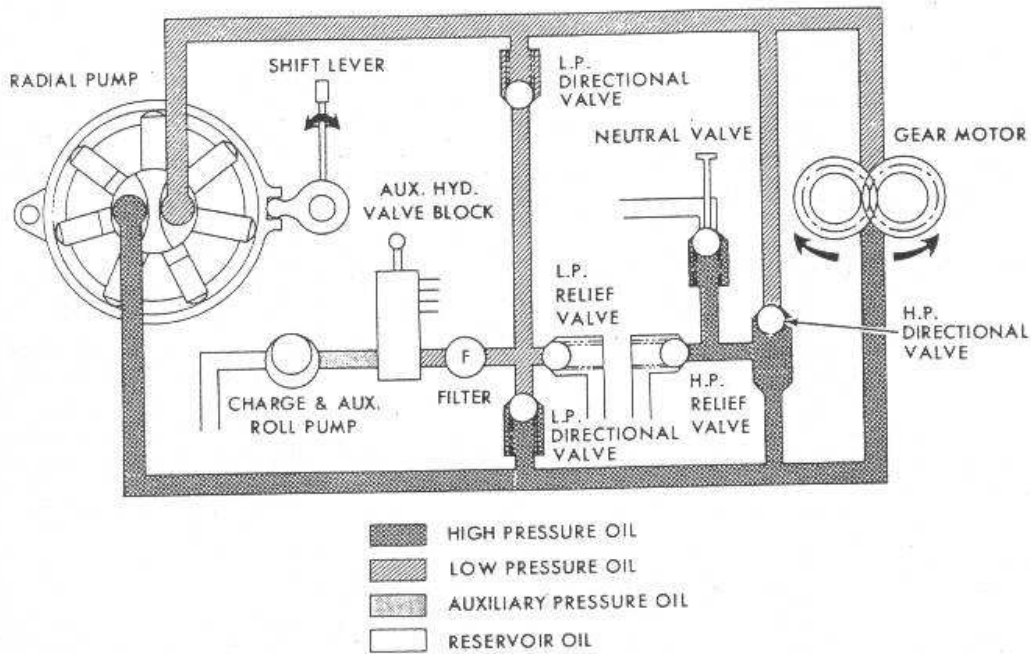 RADIAL PUMP
SHIFT LEVER
L.P.
DIRECTIONAL
VALVE
NEUTRAL VALVE
GEAR MOTOR
AUX. HYD.
VALVE BLOCK
L.P.
RELIEF
VALVE
H.P.
DIRECTIONAL
VALVE
F
CHARGE & AUX.
ROLL PUMP
FILTER
L.P.
DIRECTIONAL
VALVE
H.P.
RELIEF
VALVE
HIGH PRESSURE OIL
LOW PRESSURE OIL
AUXILIARY PRESSURE OIL
RESERVOIR OIL